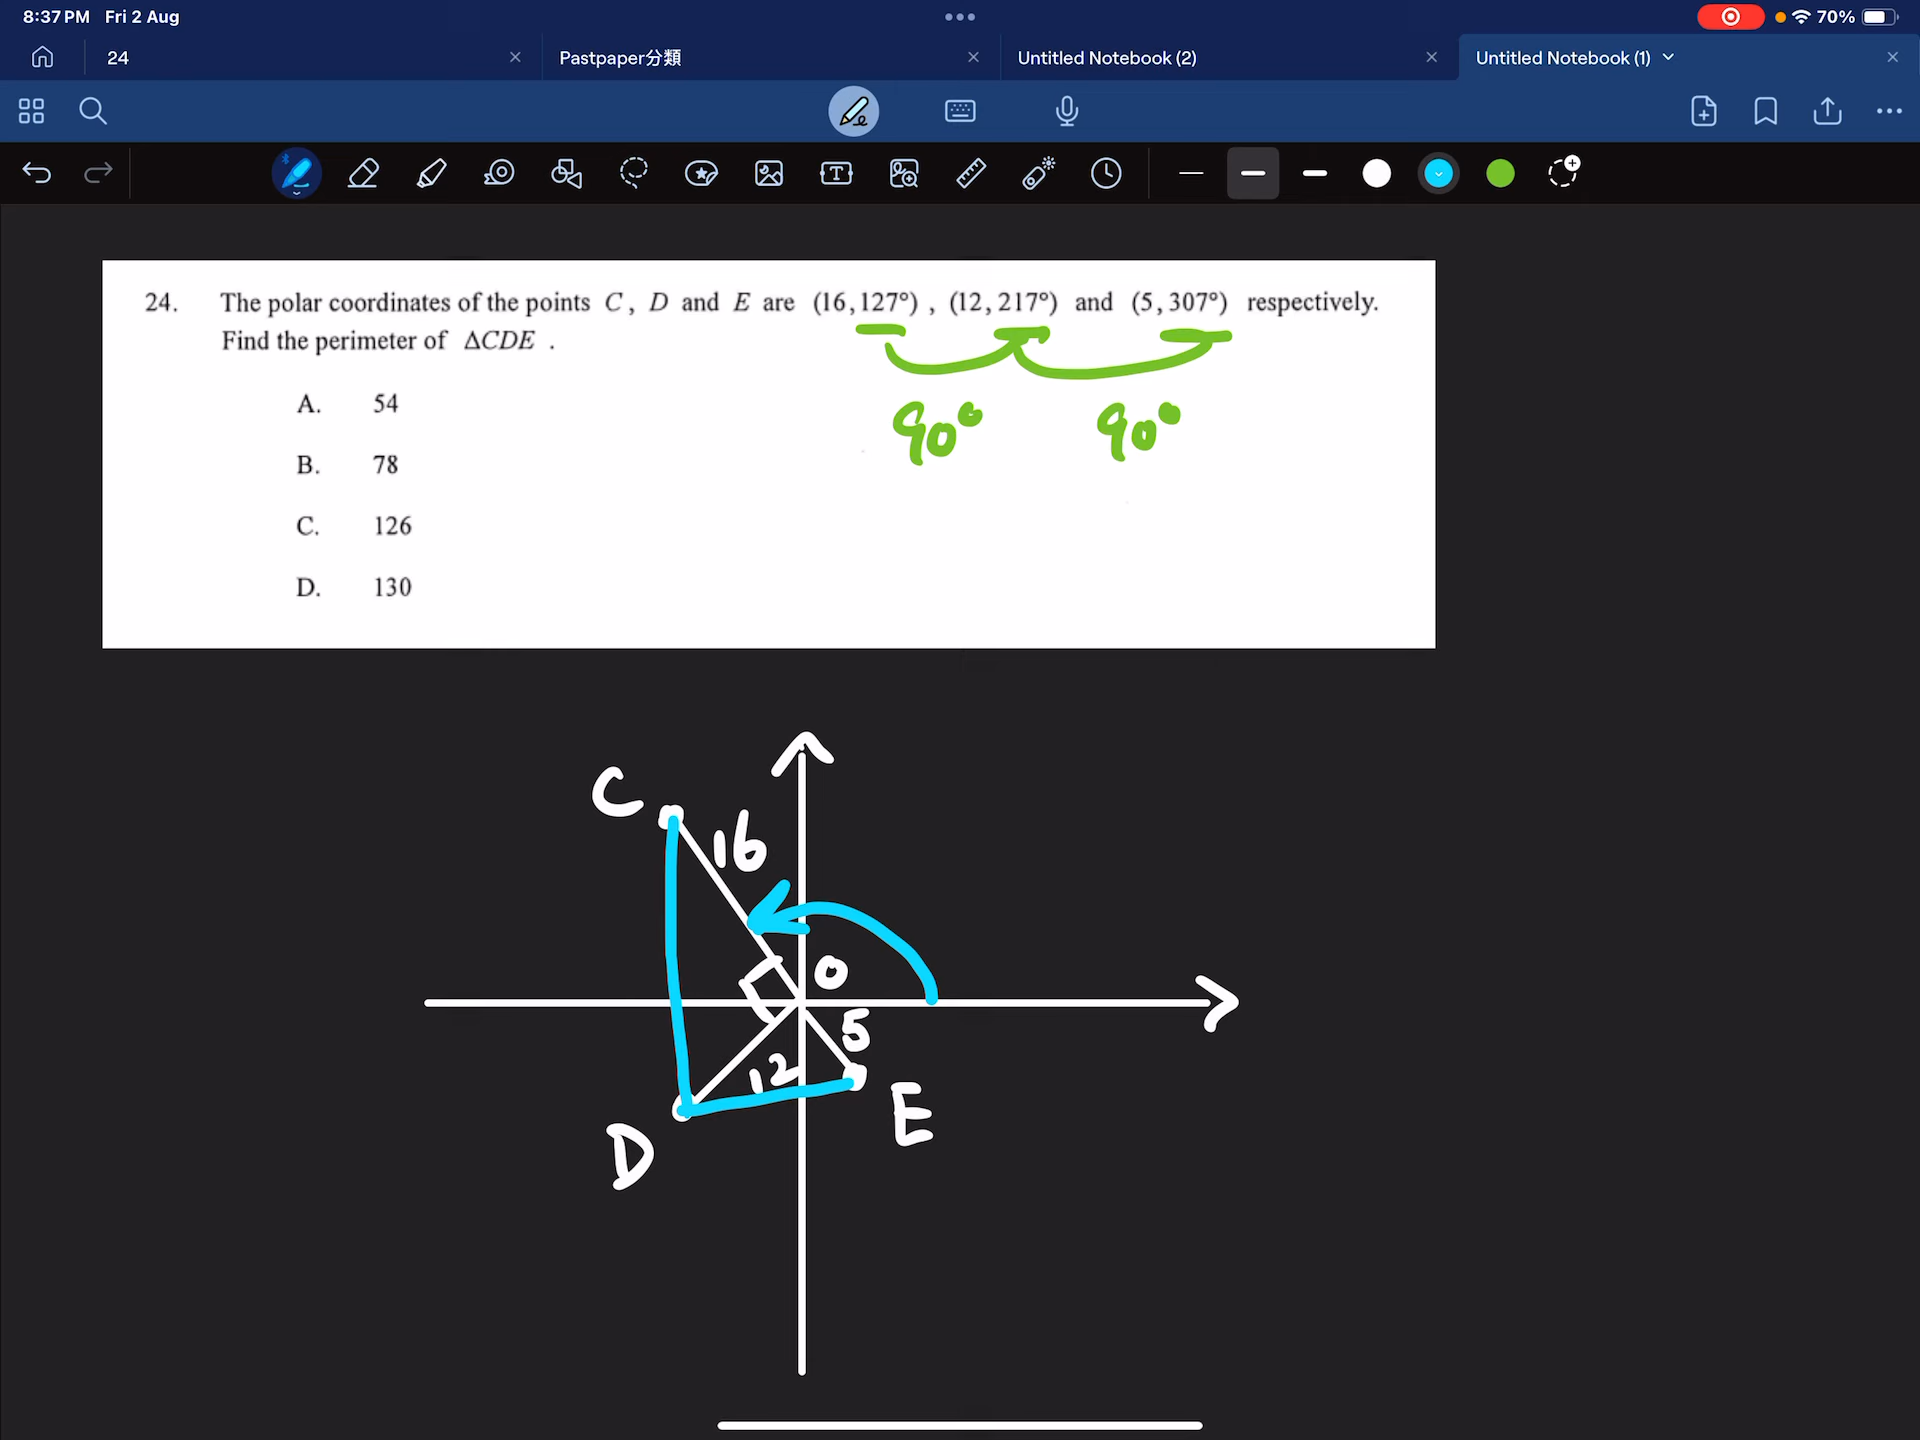 8:37 PM Fri 2 Aug
70%
24
Pastpaper分類
Untitled Notebook (2)
Untitled Notebook (1)
24. The polar coordinates of the points C , D and E are (16,127°) , (12,217°) and (5,307°) respectively.
Find the perimeter of ΔCDE .
90° 90°
A. 54
B. 78
C. 126
D. 130
C
16
O
5
12
E
D